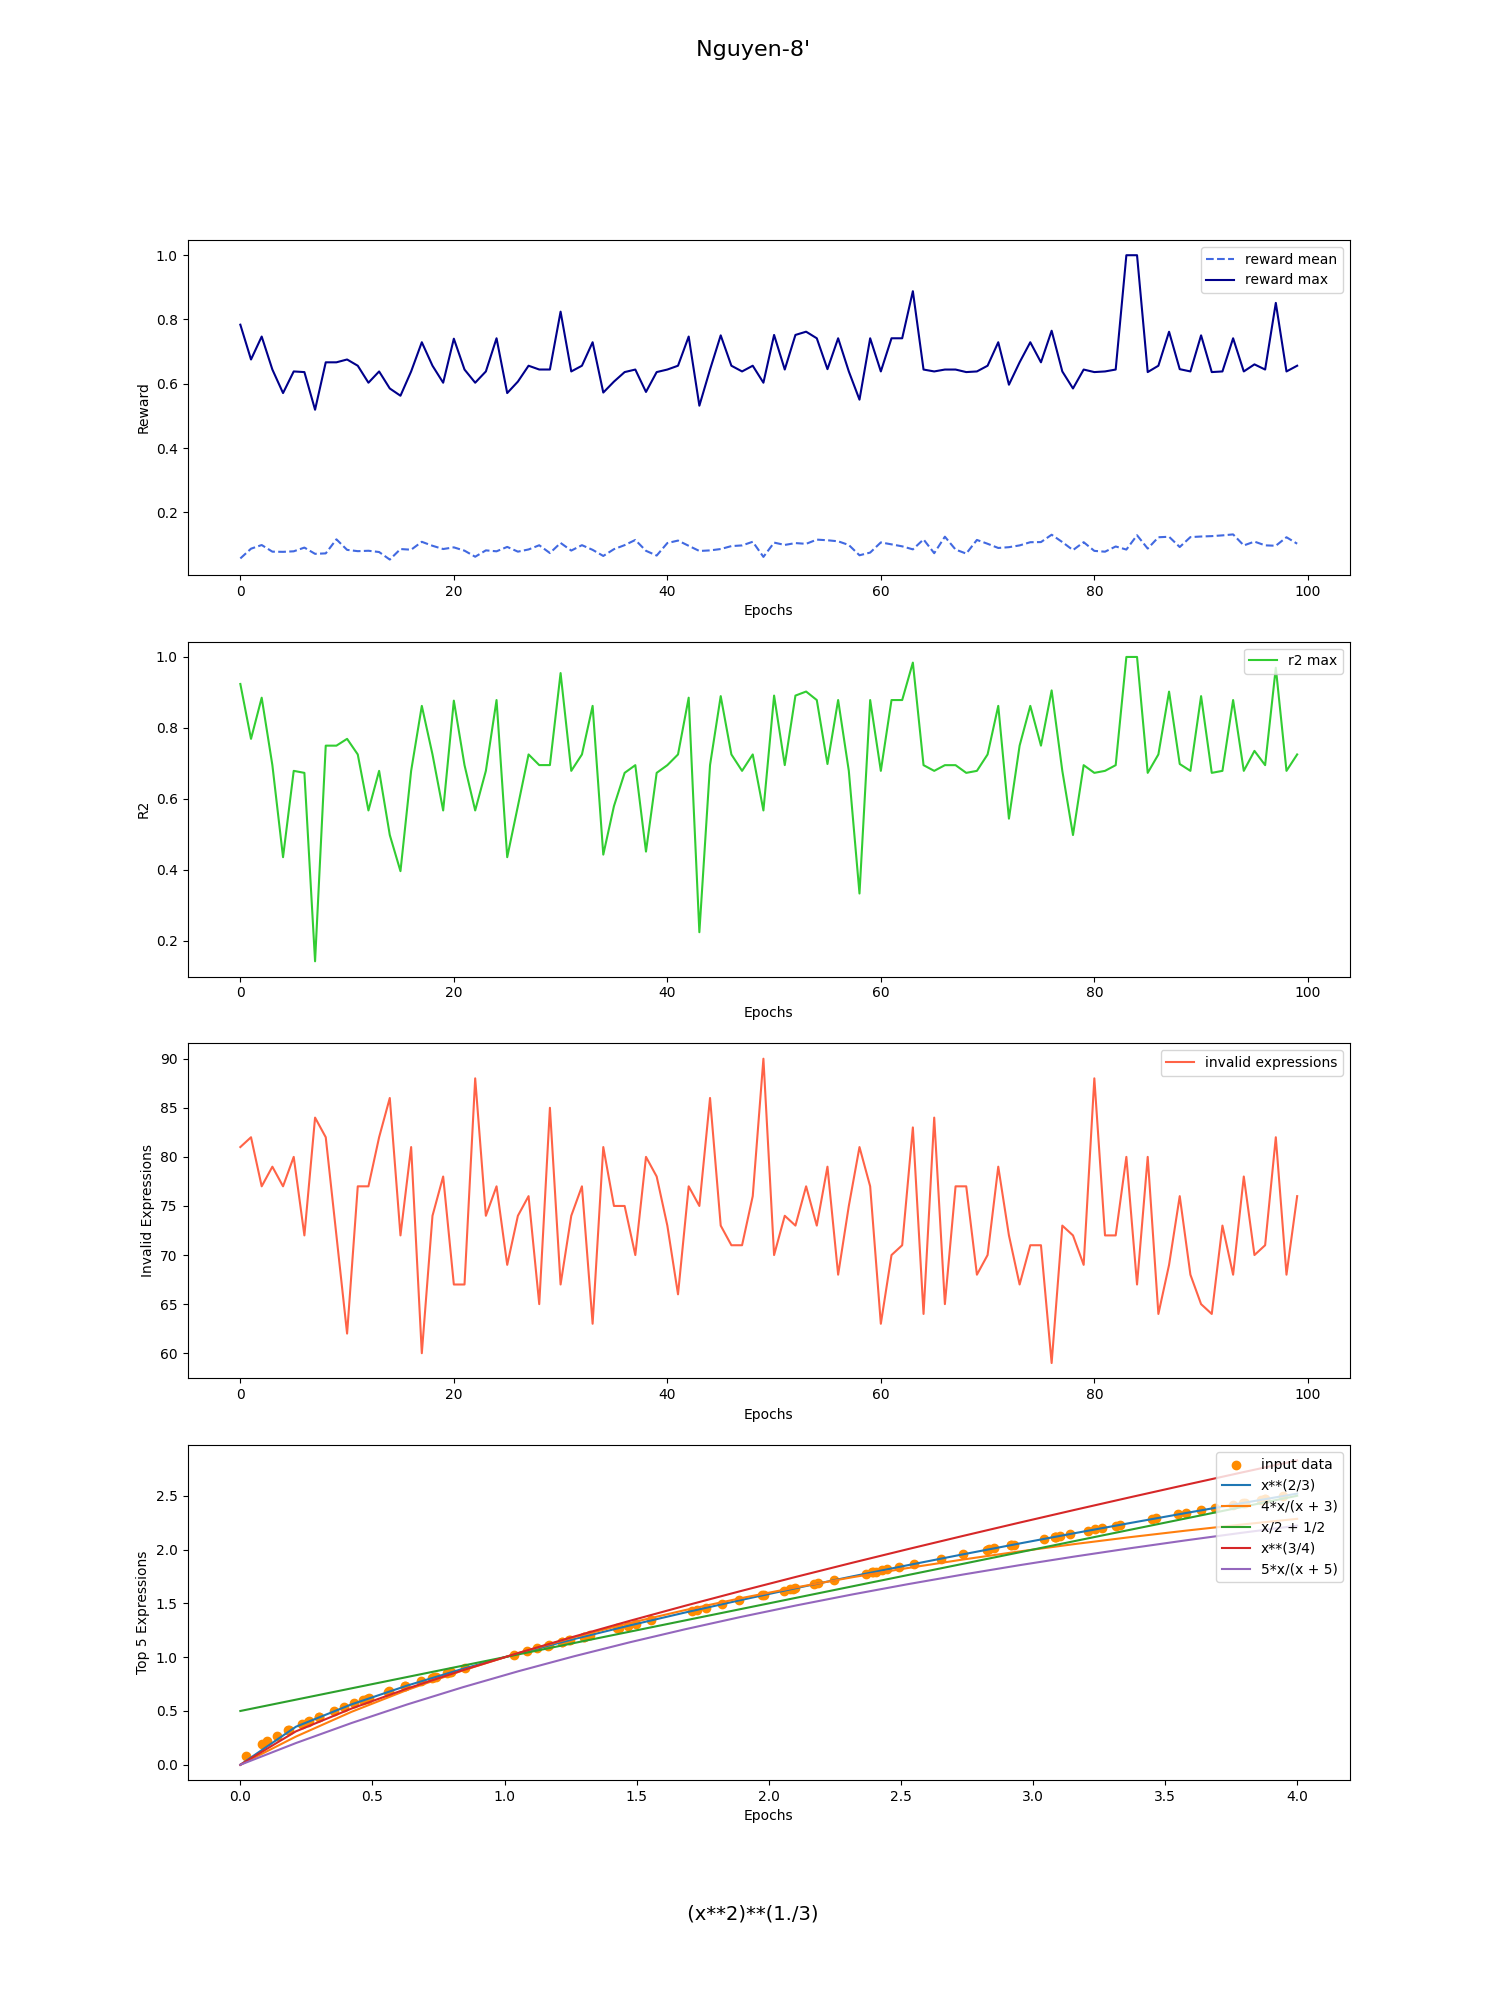 Nguyen-8'
1.0
0.8
0.6
0.4
0.2
Reward
reward mean
reward max
0 20 40 60 80 100
Epochs
1.0
0.8
0.6
0.4
0.2
R2
r2 max
0 20 40 60 80 100
Epochs
90
85
80
75
70
65
60
Invalid Expressions
invalid expressions
0 20 40 60 80 100
Epochs
2.5
2.0
1.5
1.0
0.5
0.0
Top 5 Expressions
input data
x**(2/3)
4*x/(x + 3)
x/2 + 1/2
x**(3/4)
5*x/(x + 5)
0.0 0.5 1.0 1.5 2.0 2.5 3.0 3.5 4.0
Epochs
(x**2)**(1./3)